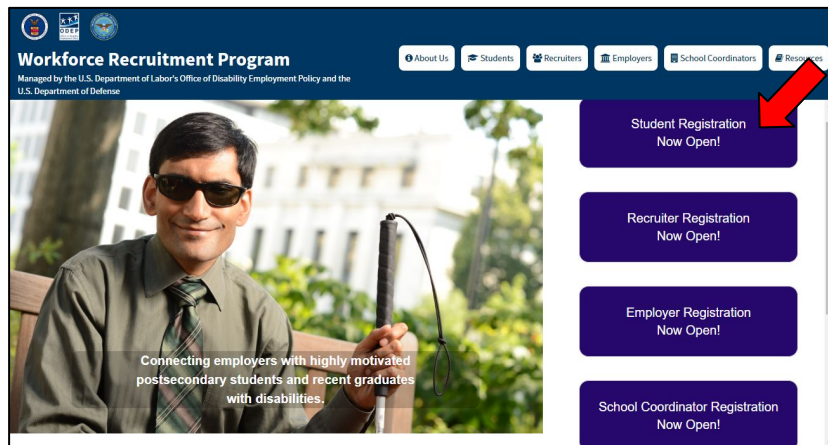 ODEP
Workforce Recruitment Program
Managed by the U.S. Department of Labor's Office of Disability Employment Policy and the
U.S. Department of Defense
About Us
Students
Recruiters
Employers
School Coordinators
Resources
Student Registration
Now Open!
Recruiter Registration
Now Open!
Employer Registration
Now Open!
School Coordinator Registration
Now Open!
Connecting employers with highly motivated
postsecondary students and recent graduates
with disabilities.